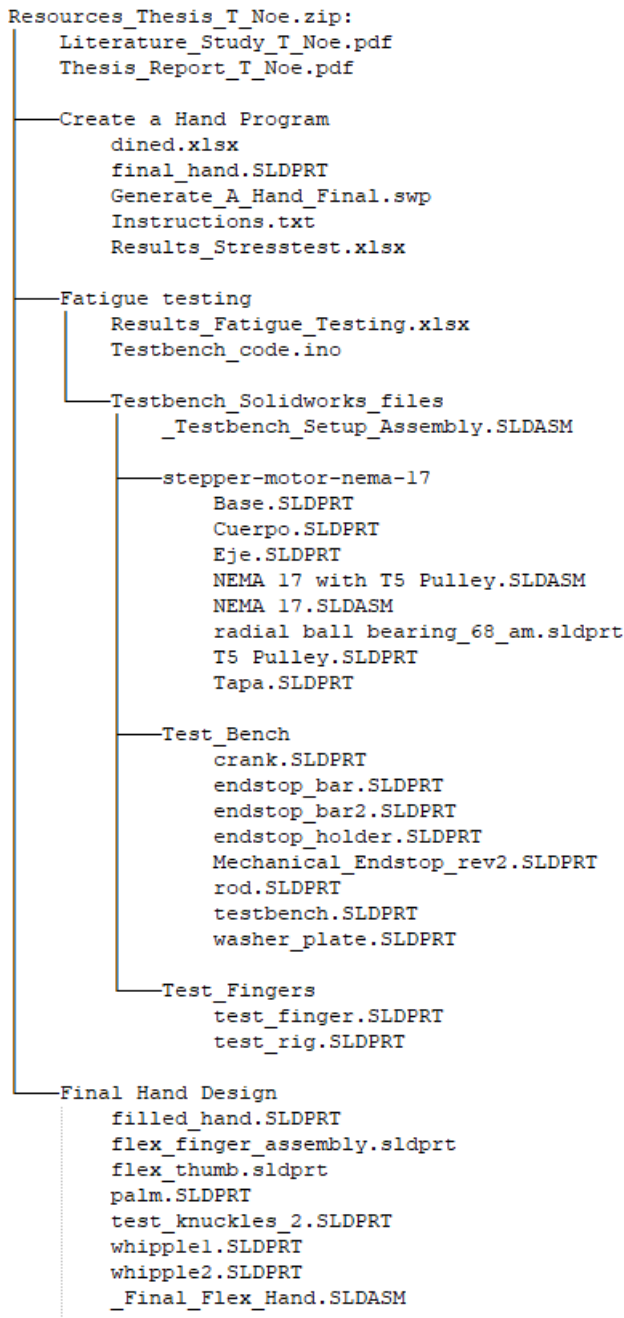 Resources_Thesis_T_Noe.zip:
Literature_Study_T_Noe.pdf
Thesis_Report_T_Noe.pdf
Create a Hand Program
dined.xlsx
final_hand.SLDPRT
Generate_A_Hand_Final.swp
Instructions.txt
Results_Stresstest.xlsx
Fatigue testing
Results_Fatigue_Testing.xlsx
Testbench_code.ino
Testbench_Solidworks_files
_Testbench_Setup_Assembly.SLDASM
stepper-motor-nema-17
Base.SLDPRT
Cuerpo.SLDPRT
Eje.SLDPRT
NEMA 17 with T5 Pulley.SLDASM
NEMA 17.SLDASM
radial ball bearing_68_am.sldprt
T5 Pulley.SLDPRT
Tapa.SLDPRT
Test_Bench
crank.SLDPRT
endstop_bar.SLDPRT
endstop_bar2.SLDPRT
endstop_holder.SLDPRT
Mechanical_Endstop_rev2.SLDPRT
rod.SLDPRT
testbench.SLDPRT
washer_plate.SLDPRT
Test_Fingers
test_finger.SLDPRT
test_rig.SLDPRT
Final Hand Design
filled_hand.SLDPRT
flex_finger_assembly.sldprt
flex_thumb.sldprt
palm.SLDPRT
test_knuckles_2.SLDPRT
whipple1.SLDPRT
whipple2.SLDPRT
_Final_Flex_Hand.SLDASM